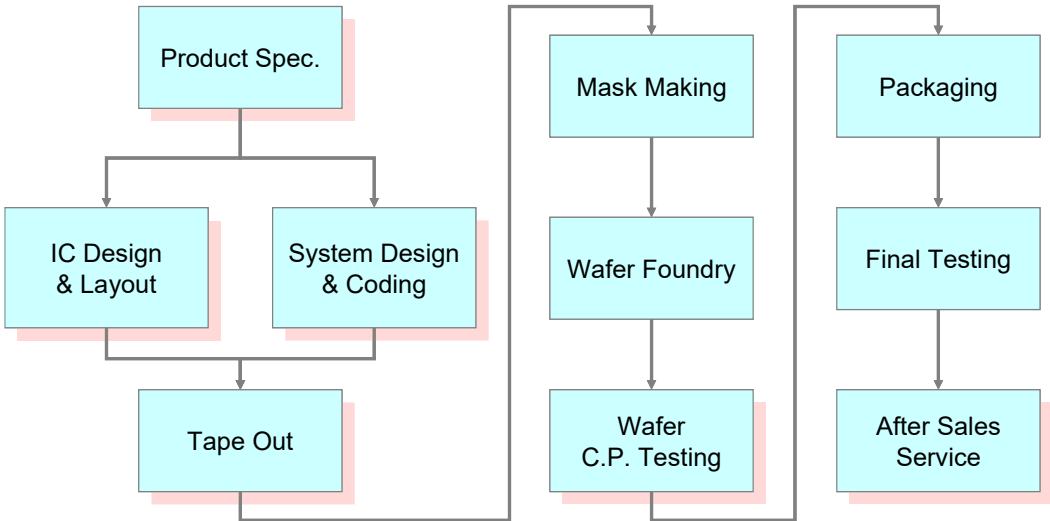 Product Spec.
IC Design
& Layout
System Design
& Coding
Tape Out
Mask Making
Wafer Foundry
Wafer
C.P. Testing
Packaging
Final Testing
After Sales
Service